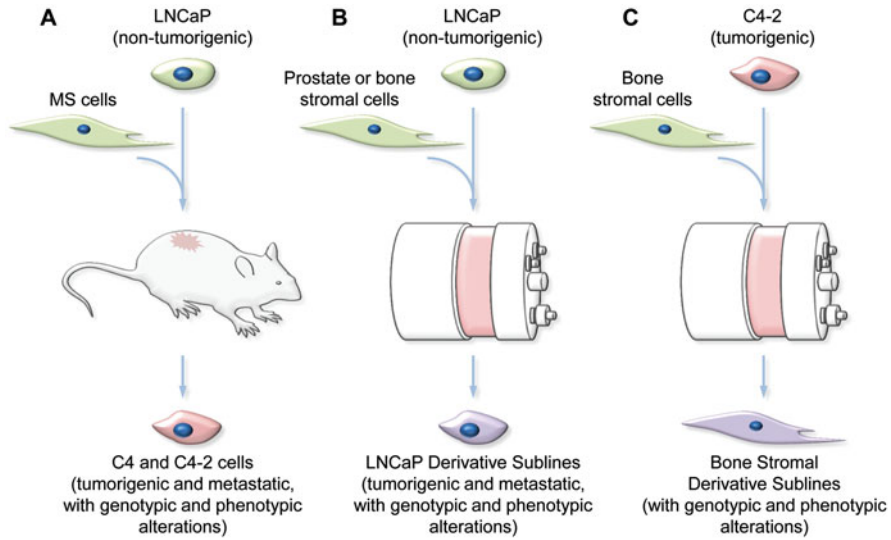 A
LNCaP
(non-tumorigenic)
MS cells
C4 and C4-2 cells
(tumorigenic and metastatic,
with genotypic and phenotypic
alterations)
B
LNCaP
(non-tumorigenic)
Prostate or bone
stromal cells
LNCaP Derivative Sublines
(tumorigenic and metastatic,
with genotypic and phenotypic
alterations)
C
C4-2
(tumorigenic)
Bone
stromal cells
Bone Stromal
Derivative Sublines
(with genotypic and phenotypic
alterations)